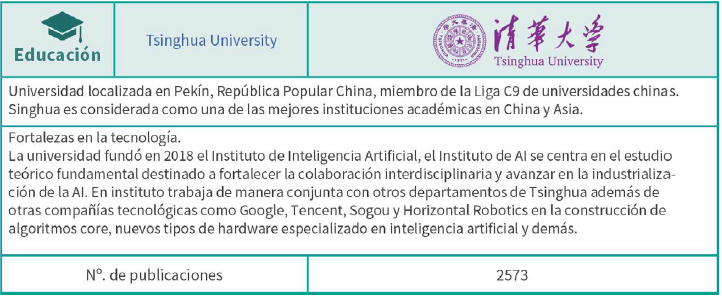 Educación
Tsinghua University
清華大学
Tsinghua University
Universidad localizada en Pekín, República Popular China, miembro de la Liga C9 de universidades chinas.
Singhua es considerada como una de las mejores instituciones académicas en China y Asia.
Fortalezas en la tecnología.
La universidad fundó en 2018 el Instituto de Inteligencia Artificial, el Instituto de AI se centra en el estudio
teórico fundamental destinado a fortalecer la colaboración interdisciplinaria y avanzar en la industrializa-
ción de la AI. En instituto trabaja de manera conjunta con otros departamentos de Tsinghua además de
otras compañías tecnológicas como Google, Tencent, Sogou y Horizontal Robotics en la construcción de
algoritmos core, nuevos tipos de hardware especializado en inteligencia artificial y demás.
Nº. de publicaciones
2573